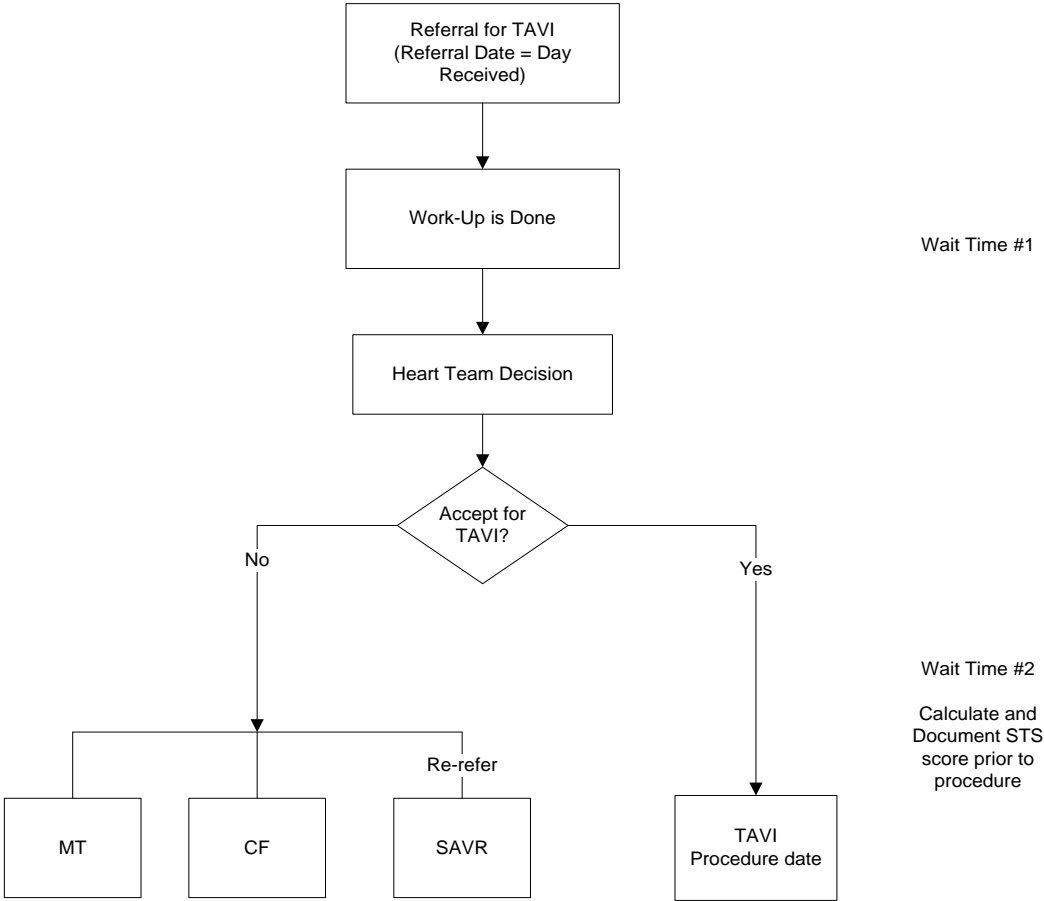 Referral for TAVI
(Referral Date = Day
Received)
Work-Up is Done
Wait Time #1
Heart Team Decision
Accept for
TAVI?
No
Yes
Wait Time #2
Calculate and
Document STS
score prior to
procedure
Re-refer
MT
CF
SAVR
TAVI
Procedure date